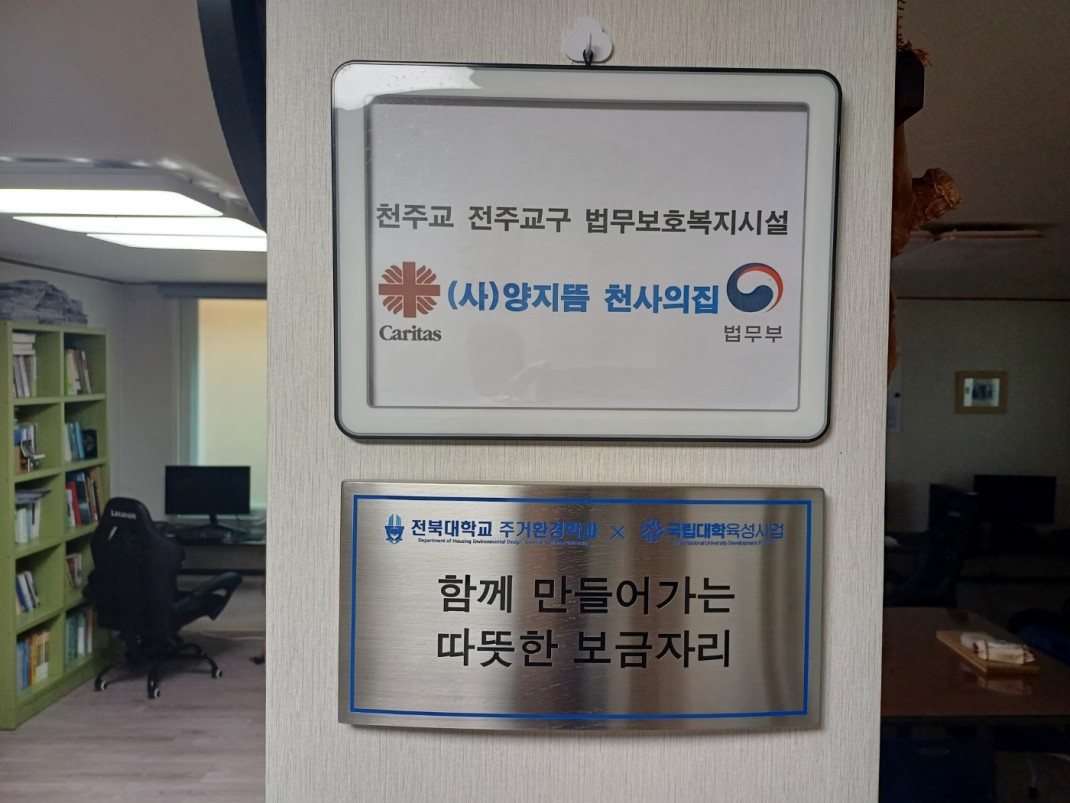 천주교 전주교구 법무보호복지시설
Caritas (사)양지뜸 천사의집 법무부
전북대학교 주거환경학과 × 국립대학육성사업
함께 만들어가는
따뜻한 보금자리